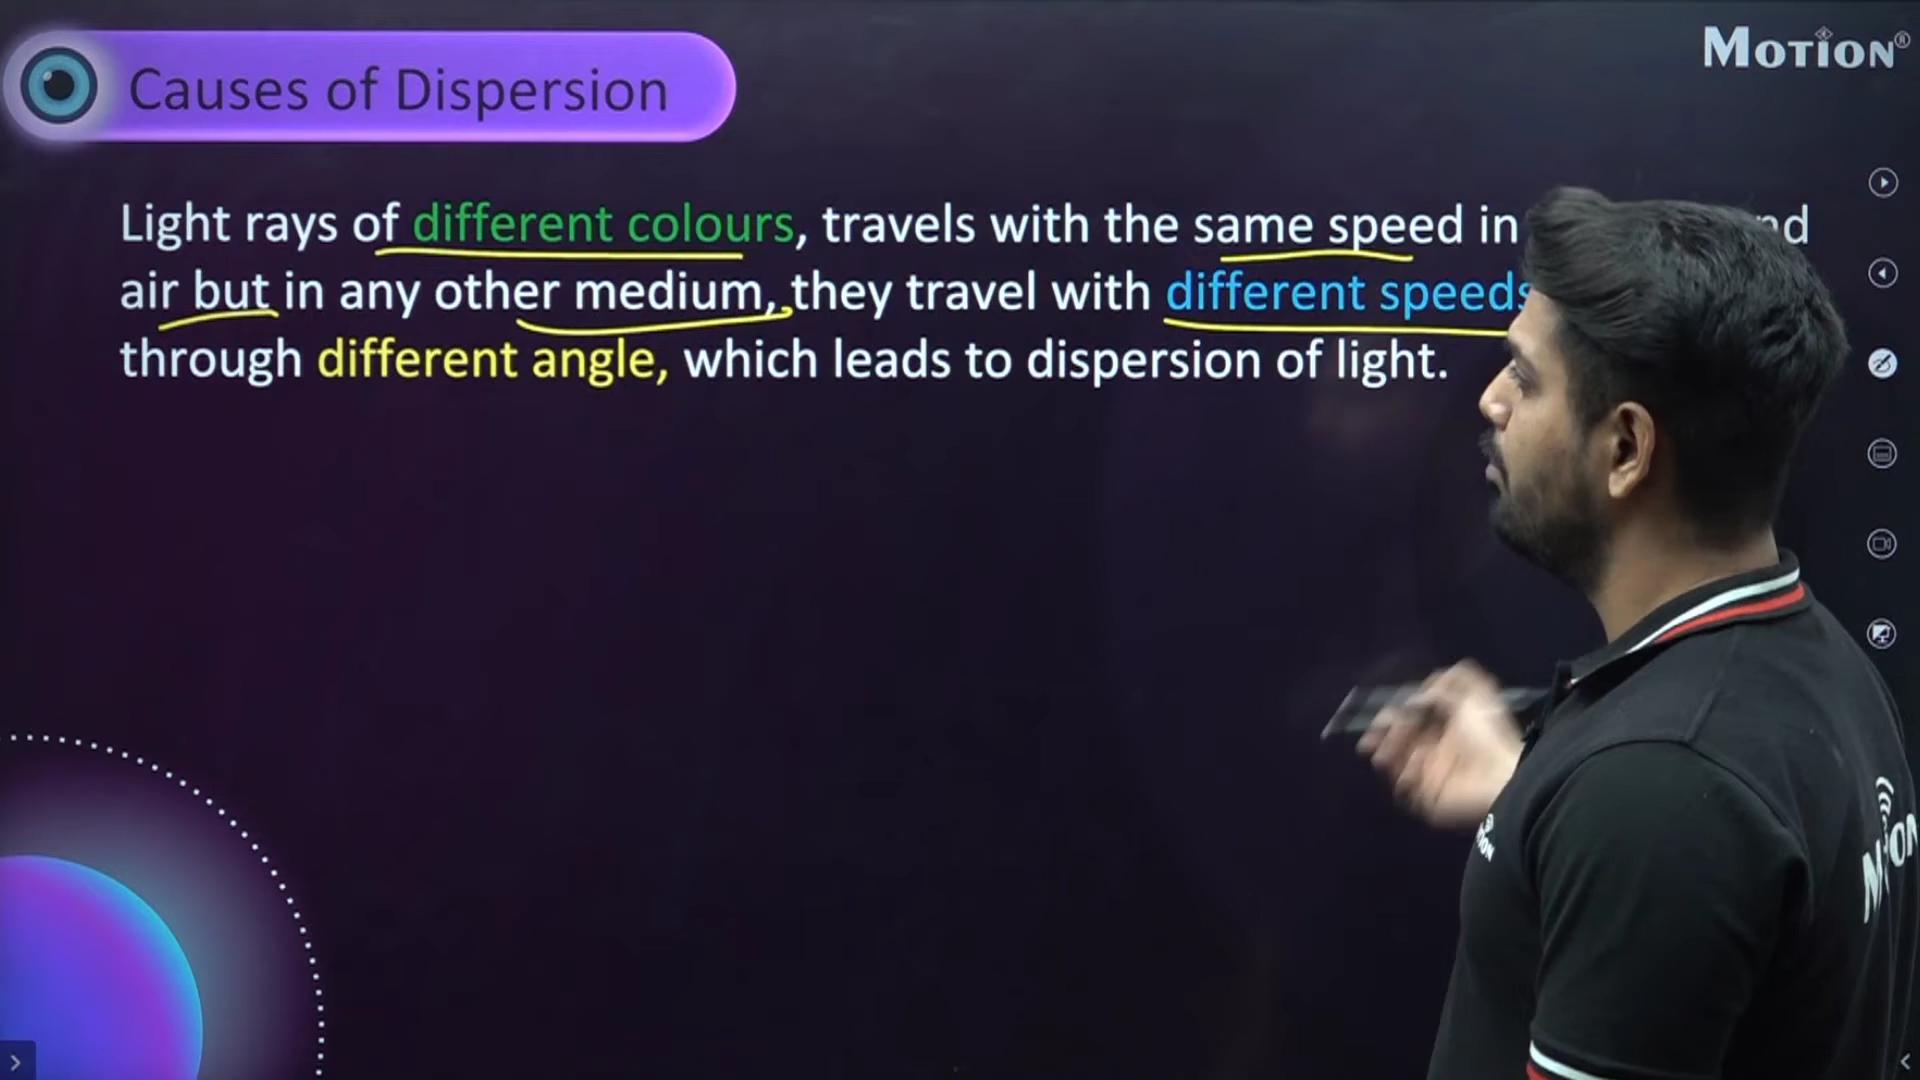 Causes of Dispersion
MOTION®
Light rays of different colours, travels with the same speed in
air but in any other medium, they travel with different speeds
through different angle, which leads to dispersion of light.